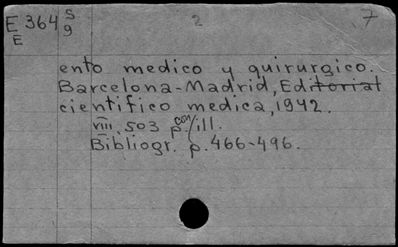 E 364 S 2 7
E 9
ento medico y quirurgico.
Barcelona-Madrid, Editorial
cientifico medica, 1942.
viii, 503 p. con ill.
Bibliogr. p. 466-496.